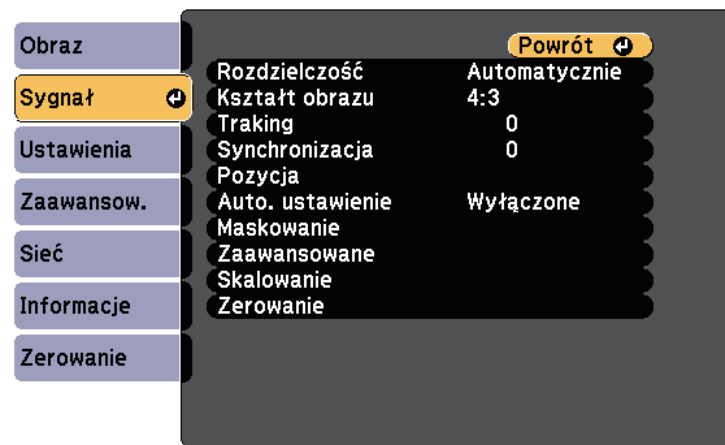 Obraz
Sygnał
Ustawienia
Zaawansow.
Sieć
Informacje
Zerowanie
Powrót
Rozdzielczość Automatycznie
Kształt obrazu 4:3
Traking 0
Synchronizacja 0
Pozycja
Auto. ustawienie Wyłączone
Maskowanie
Zaawansowane
Skalowanie
Zerowanie